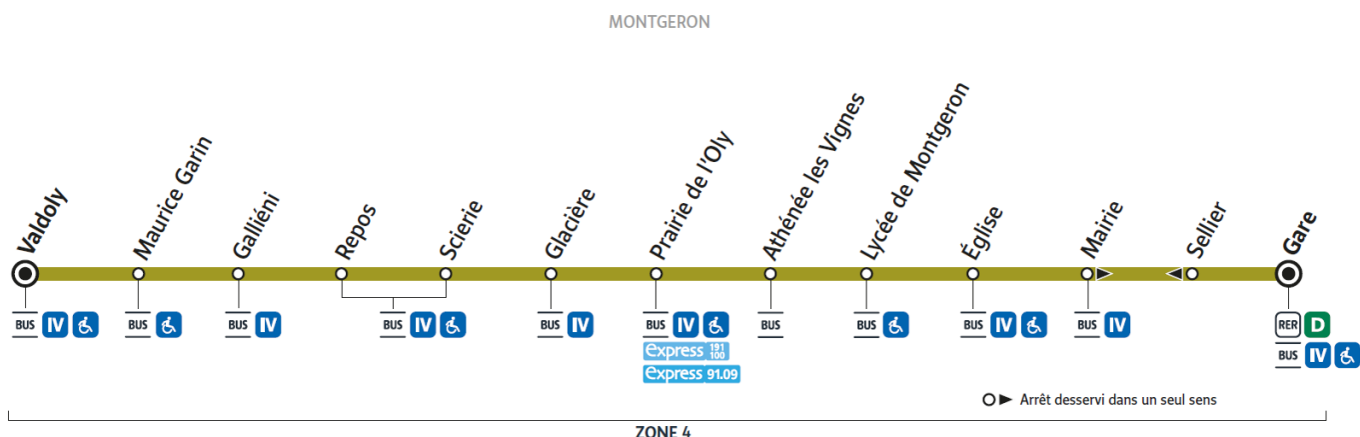 MONTGERON
Valdoly
Maurice Garin
Galliéni
Repos
Scierie
Glacière
Prairie de l'Oly
Athénée les Vignes
Lycée de Montgeron
Église
Mairie
Sellier
Gare
BUS IV
BUS
BUS IV
BUS IV
BUS IV
BUS IV
BUS
BUS
BUS IV
BUS IV
RER D
express 191 100
BUS IV
express 91.09
Arrêt desservi dans un seul sens
ZONE 4